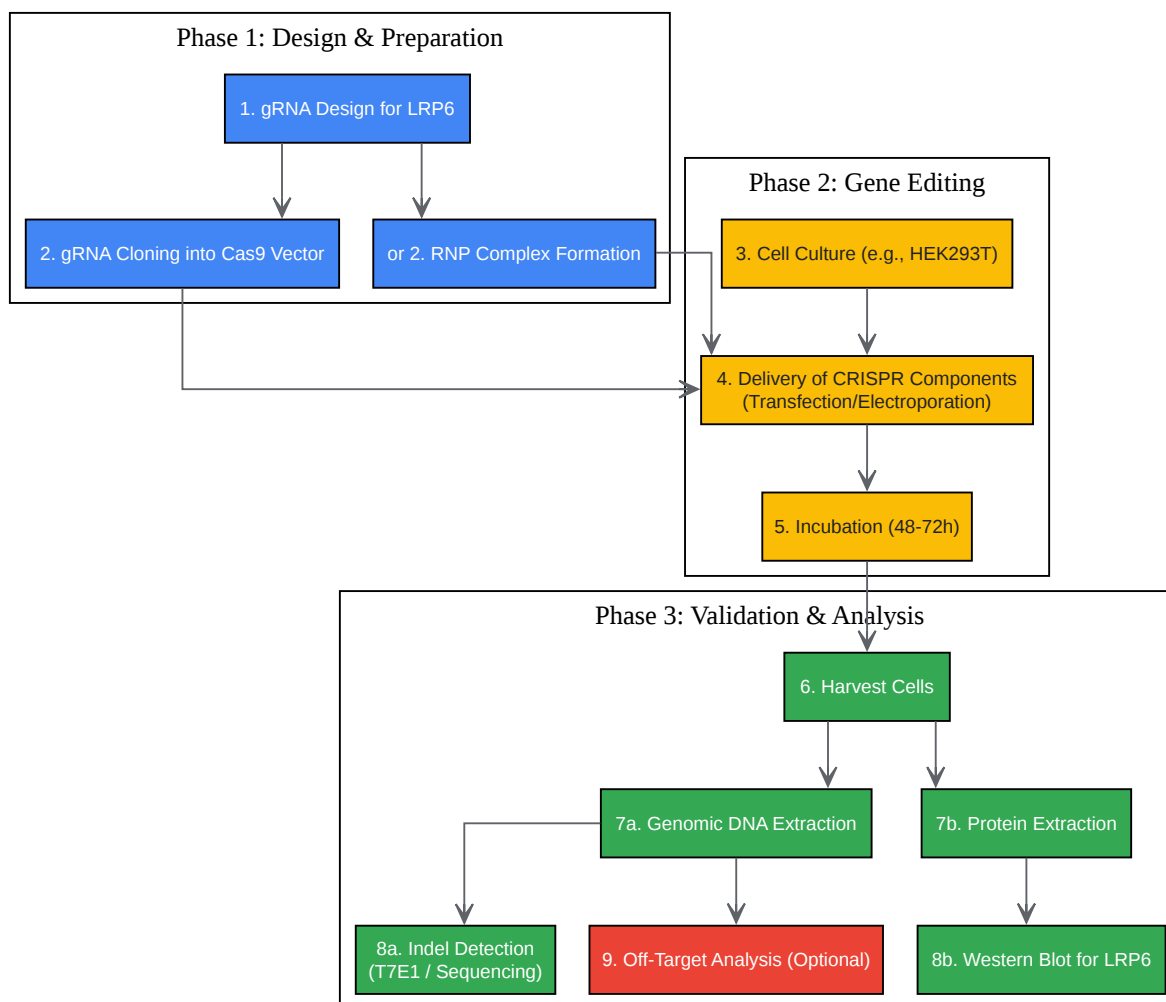 Phase 1: Design & Preparation
1. gRNA Design for LRP6
2. gRNA Cloning into Cas9 Vector
or 2. RNP Complex Formation
Phase 2: Gene Editing
3. Cell Culture (e.g., HEK293T)
4. Delivery of CRISPR Components
(Transfection/Electroporation)
5. Incubation (48-72h)
Phase 3: Validation & Analysis
6. Harvest Cells
7a. Genomic DNA Extraction
7b. Protein Extraction
8a. Indel Detection
(T7E1 / Sequencing)
9. Off-Target Analysis (Optional)
8b. Western Blot for LRP6